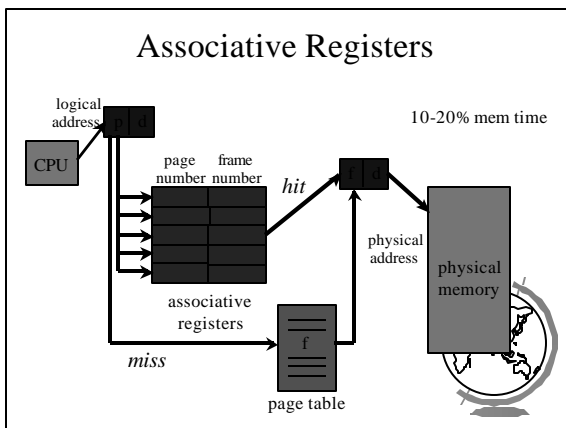 Associative Registers
logical
address
p d
10-20% mem time
CPU
page
number
frame
number
hit
f d
physical
address
physical
memory
associative
registers
f
miss
page table